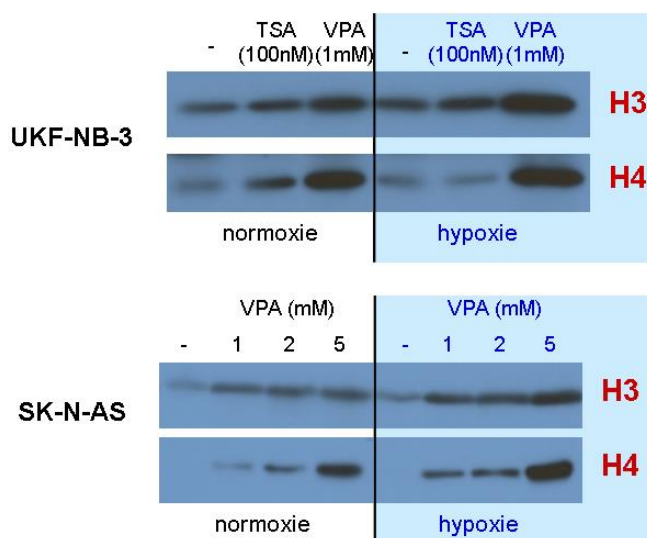 TSA VPA TSA VPA
- (100nM) (1mM) - (100nM) (1mM)
H3
UKF-NB-3
H4
normoxie hypoxie
VPA (mM) VPA (mM)
- 1 2 5 - 1 2 5
H3
SK-N-AS
H4
normoxie hypoxie